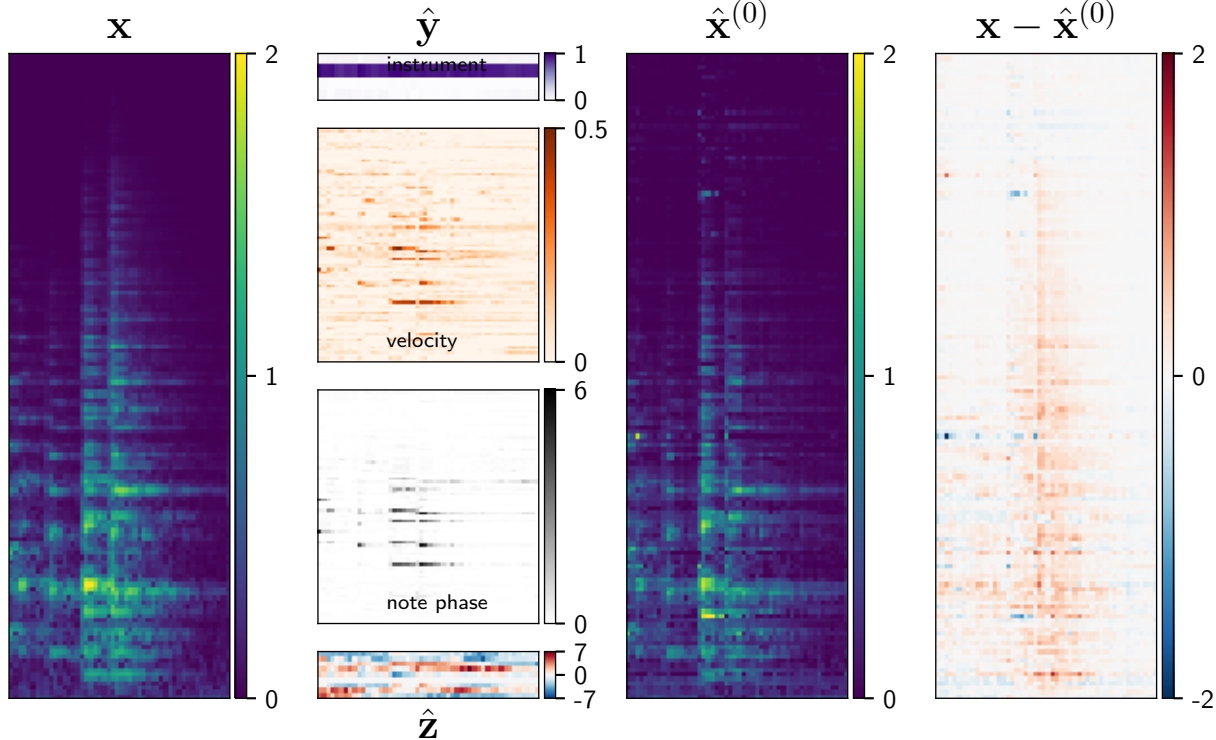 x
ŷ
x̂⁽⁰⁾
x − x̂⁽⁰⁾
2
1
0
instrument
1
0
velocity
0.5
0
note phase
6
0
7
0
-7
ẑ
2
1
0
2
0
-2